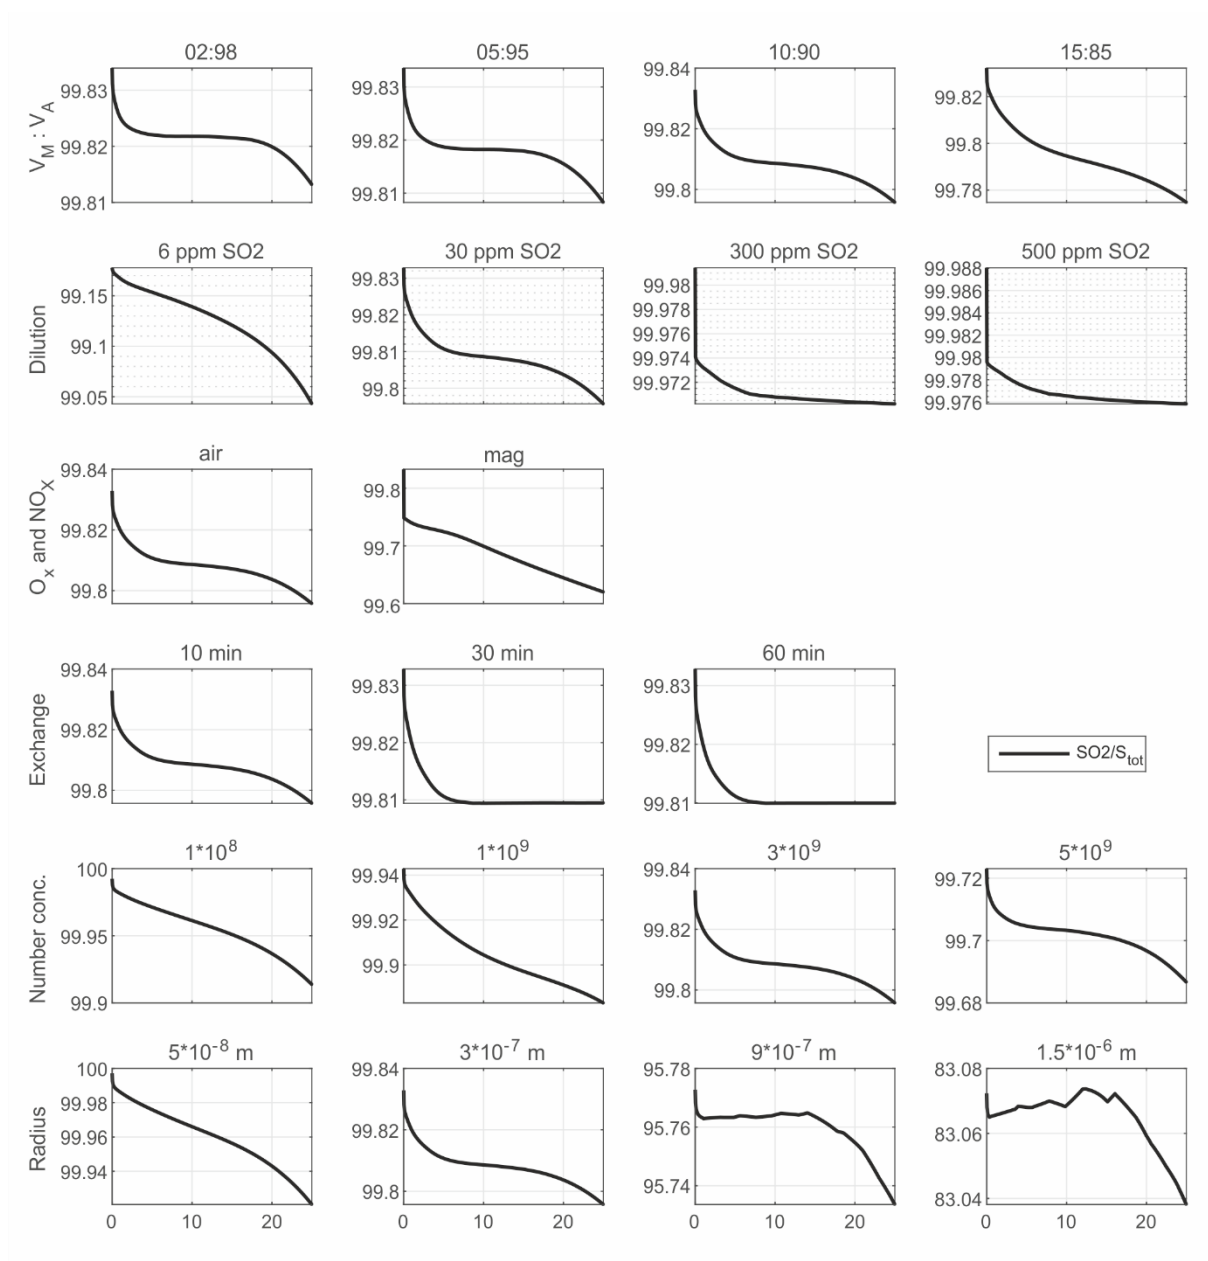 02:98 05:95 10:90 15:85
V_M : V_A
99.83 99.82 99.81
99.83 99.82 99.81
99.84 99.82 99.8
99.82 99.8 99.78
6 ppm SO2 30 ppm SO2 300 ppm SO2 500 ppm SO2
Dilution
99.15 99.1 99.05
99.83 99.82 99.81 99.8
99.98 99.978 99.976 99.974 99.972
99.988 99.986 99.984 99.982 99.98 99.978 99.976
air mag
O_x and NO_X
99.84 99.82 99.8
99.8 99.7 99.6
10 min 30 min 60 min
Exchange
99.84 99.82 99.8
99.83 99.82 99.81
99.83 99.82 99.81
SO2/S_tot
1*10^8 1*10^9 3*10^9 5*10^9
Number conc.
100 99.95 99.9
99.94 99.92 99.9
99.84 99.82 99.8
99.72 99.7 99.68
5*10^-8 m 3*10^-7 m 9*10^-7 m 1.5*10^-6 m
Radius
100 99.98 99.96 99.94
99.84 99.82 99.8
95.78 95.76 95.74
83.08 83.06 83.04
0 10 20 0 10 20 0 10 20 0 10 20